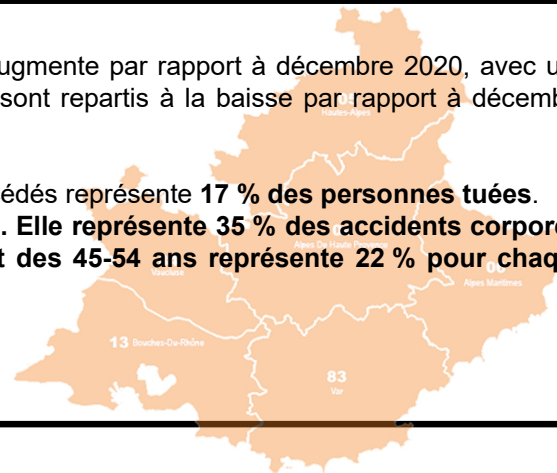 ugmente par rapport à décembre 2020, avec u
sont repartis à la baisse par rapport à décemb
Hautes-Alpes
édés représente 17 % des personnes tuées.
. Elle représente 35 % des accidents corpore
Alpes De Haute Provence
t des 45-54 ans représente 22 % pour chaq
Vaucluse
06
Alpes Maritimes
13 Bouches-Du-Rhône
83
Var